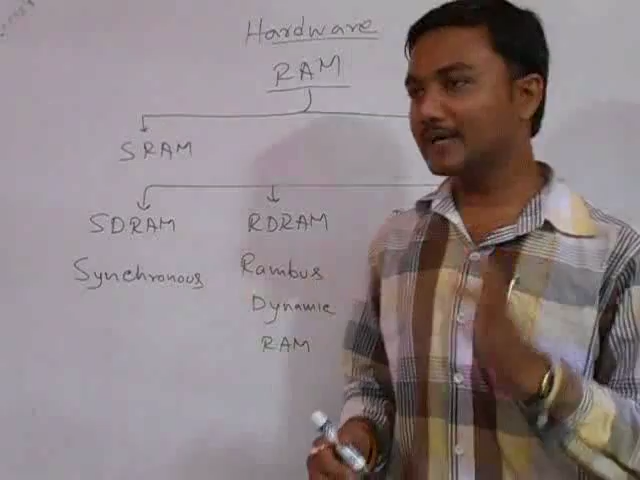 Hardware
RAM
SRAM
SDRAM RDRAM
Synchronous Rambus
Dynamic
RAM